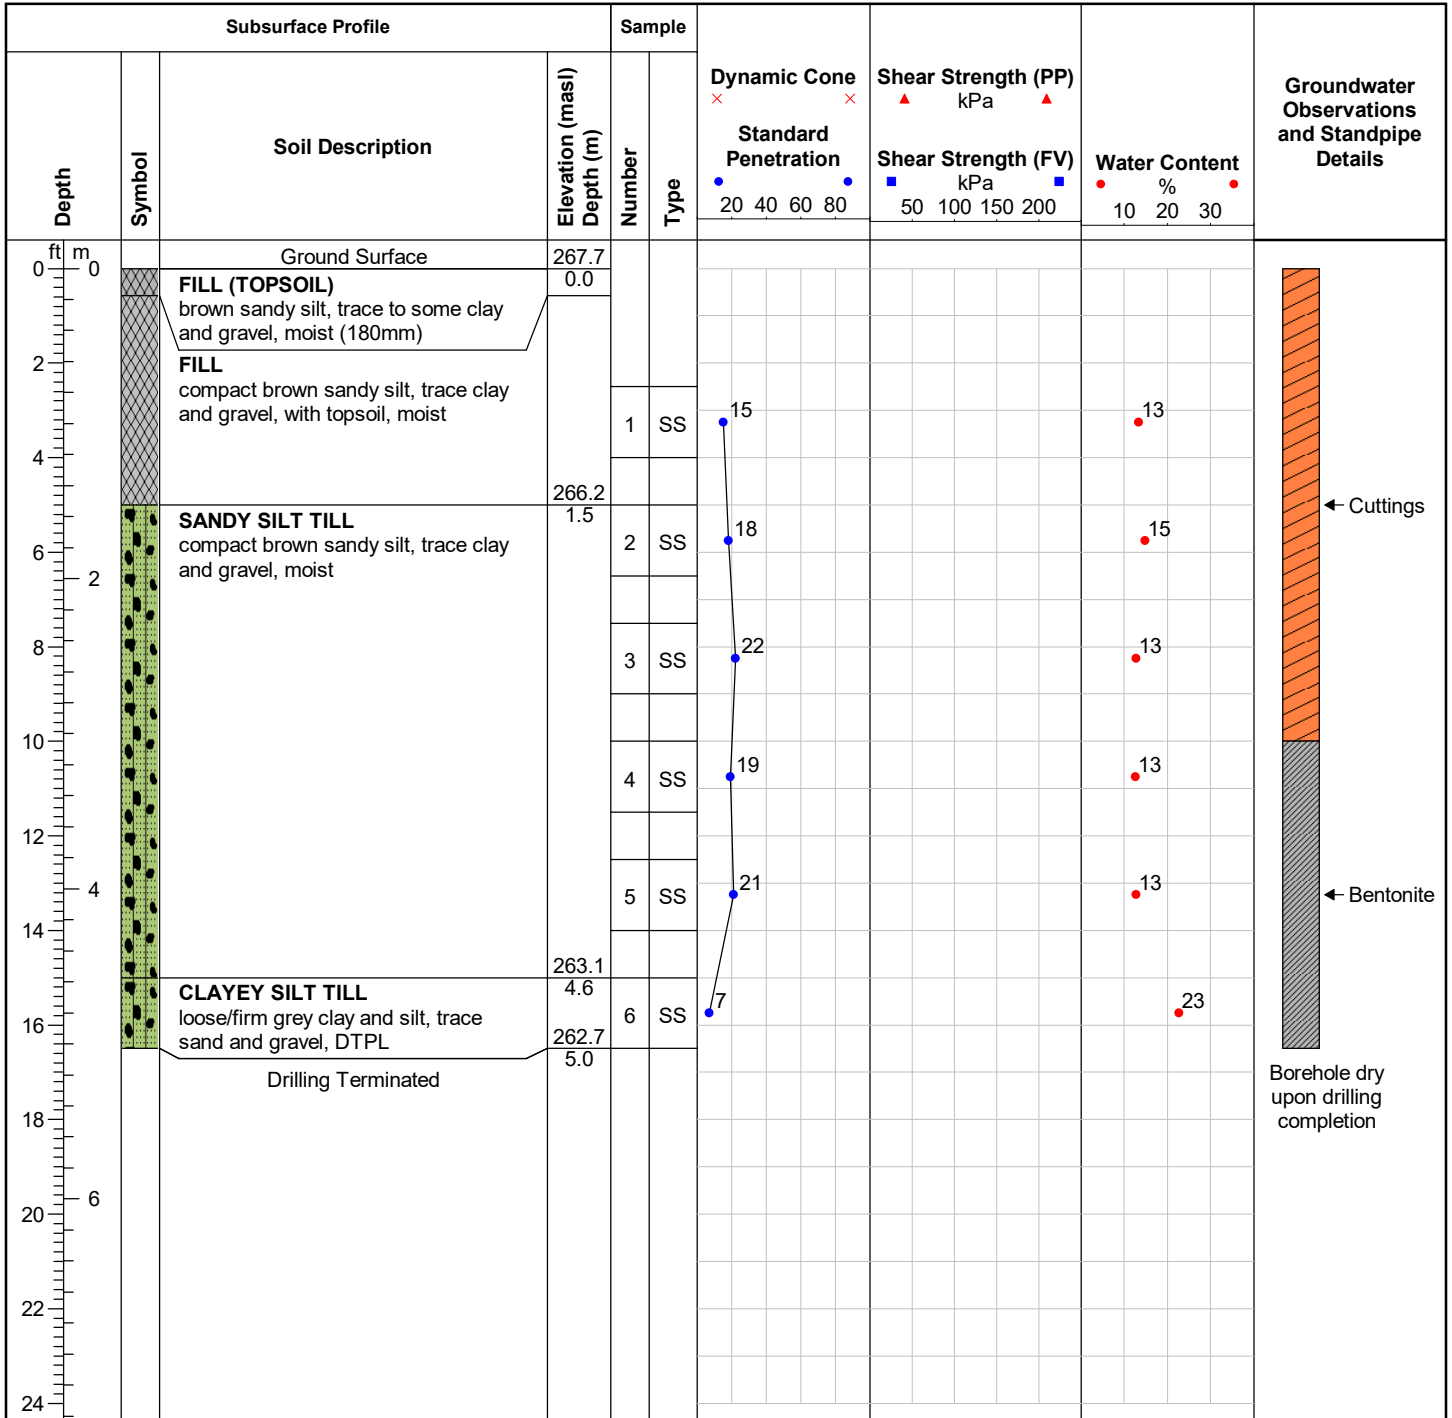 Subsurface Profile
Sample
Depth
Symbol
Soil Description
Elevation (masl)
Depth (m)
Number
Type
Dynamic Cone
Standard
Penetration
20 40 60 80
Shear Strength (PP)
kPa
Shear Strength (FV)
kPa
50 100 150 200
Water Content
%
10 20 30
Groundwater
Observations
and Standpipe
Details
ft m
Ground Surface
267.7
0 0
0.0
FILL (TOPSOIL)
brown sandy silt, trace to some clay
and gravel, moist (180mm)
2
FILL
compact brown sandy silt, trace clay
and gravel, with topsoil, moist
1 SS
15
13
4
266.2
1.5
Cuttings
SANDY SILT TILL
compact brown sandy silt, trace clay
and gravel, moist
2 SS
18
15
6
2
8
3 SS
22
13
10
4 SS
19
13
12
4
5 SS
21
13
Bentonite
14
263.1
4.6
CLAYEY SILT TILL
loose/firm grey clay and silt, trace
sand and gravel, DTPL
6 SS
7
23
16
262.7
5.0
Drilling Terminated
Borehole dry
upon drilling
completion
18
6
20
22
24